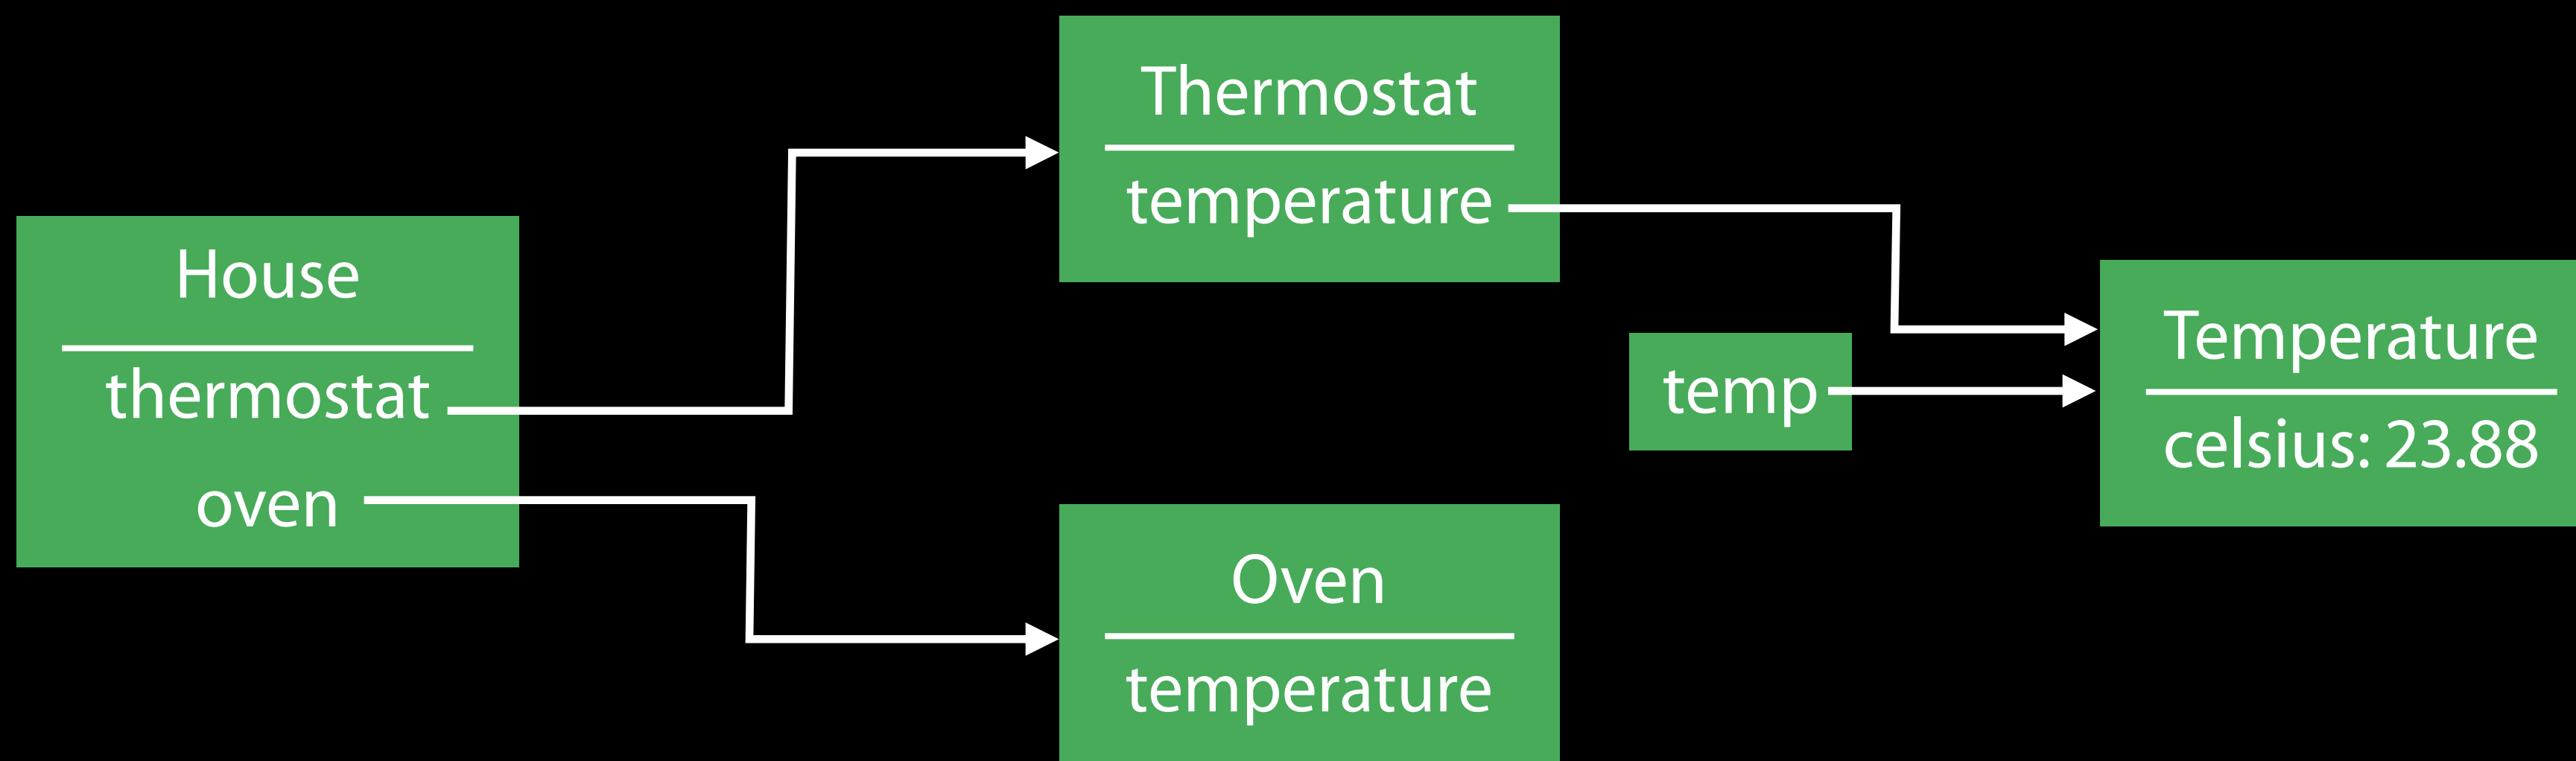 House
thermostat
oven
Thermostat
temperature
Oven
temperature
temp
Temperature
celsius: 23.88